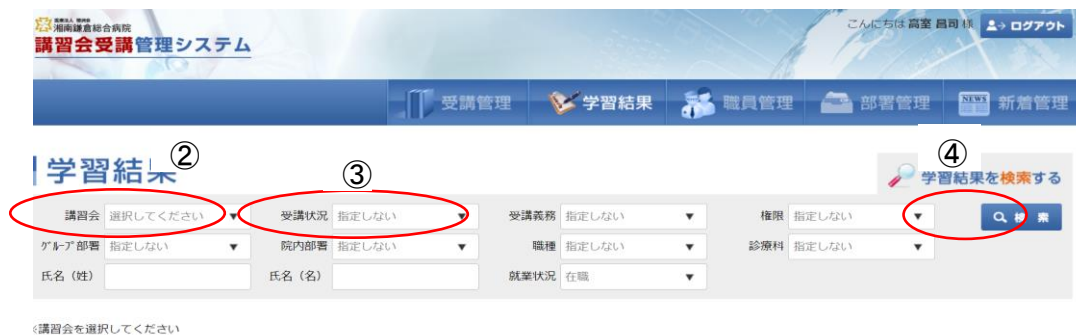 湘南鎌倉総合病院
講習会受講管理システム
こんにちは 高室 昌司 様 ログアウト
受講管理 学習結果 職員管理 部署管理 NEWS 新着管理
学習結果 ② ③ ④
学習結果を検索する
講習会 選択してください ▼ 受講状況 指定しない ▼ 受講義務 指定しない ▼ 権限 指定しない ▼ 検 索
ｸﾞﾙｰﾌﾟ部署 指定しない ▼ 院内部署 指定しない ▼ 職種 指定しない ▼ 診療科 指定しない ▼
氏名（姓） 氏名（名） 就業状況 在職 ▼
講習会を選択してください